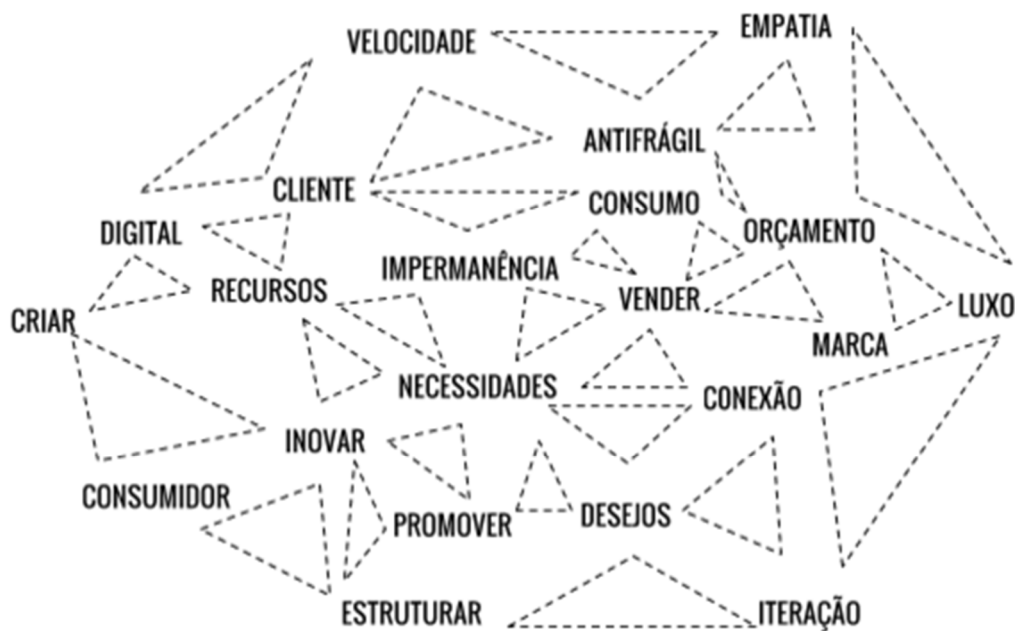 EMPATIA
VELOCIDADE
ANTIFRÁGIL
CLIENTE
CONSUMO
DIGITAL
ORÇAMENTO
IMPERMANÊNCIA
RECURSOS
VENDER
LUXO
CRIAR
MARCA
NECESSIDADES
CONEXÃO
INOVAR
CONSUMIDOR
PROMOVER
DESEJOS
ESTRUTURAR
ITERAÇÃO